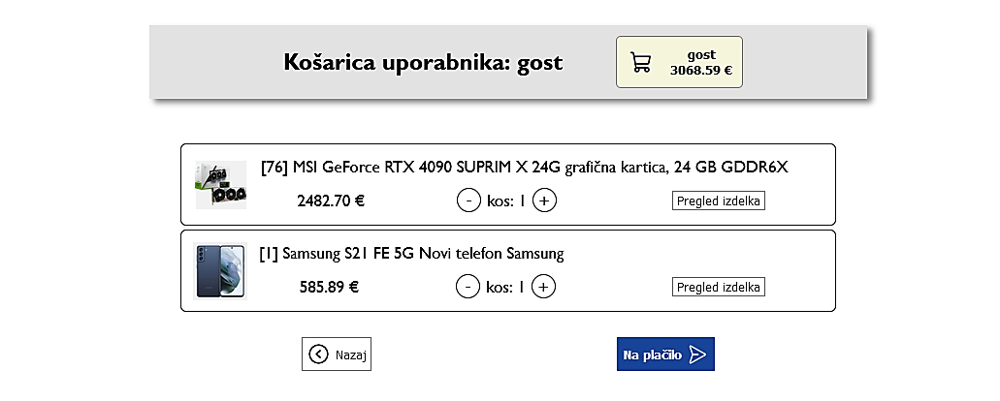 Košarica uporabnika: gost
gost
3068.59 €
[76] MSI GeForce RTX 4090 SUPRIM X 24G grafična kartica, 24 GB GDDR6X
2482.70 €
- kos: 1 +
Pregled izdelka
[1] Samsung S21 FE 5G Novi telefon Samsung
585.89 €
- kos: 1 +
Pregled izdelka
Nazaj
Na plačilo